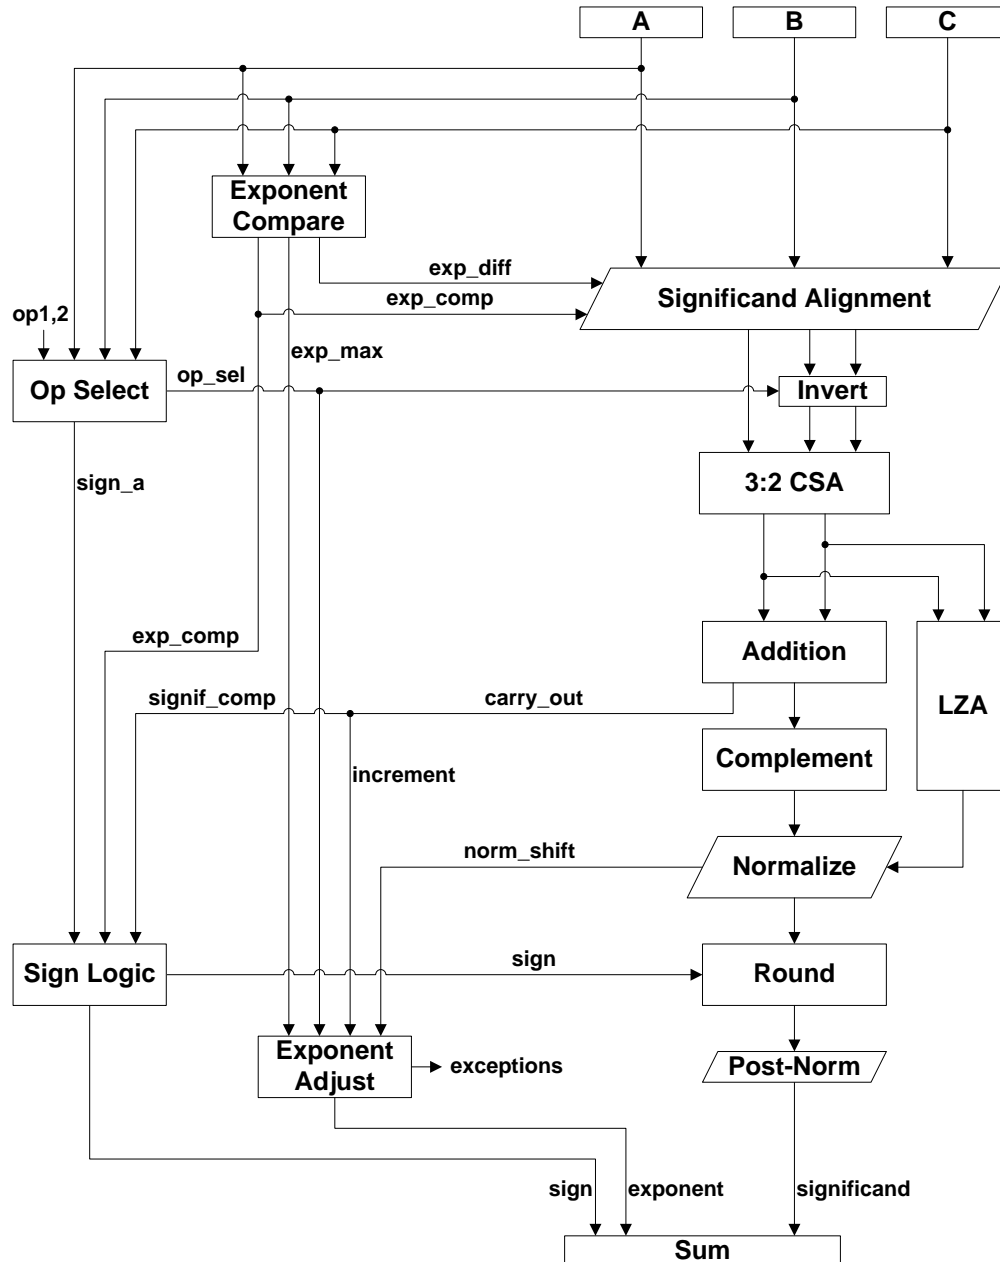 A
B
C
Exponent
Compare
exp_diff
exp_comp
Significand Alignment
op1,2
exp_max
op_sel
Op Select
Invert
sign_a
3:2 CSA
exp_comp
Addition
signif_comp
carry_out
LZA
Complement
increment
norm_shift
Normalize
Sign Logic
sign
Round
Exponent
Adjust
exceptions
Post-Norm
sign
exponent
significand
Sum